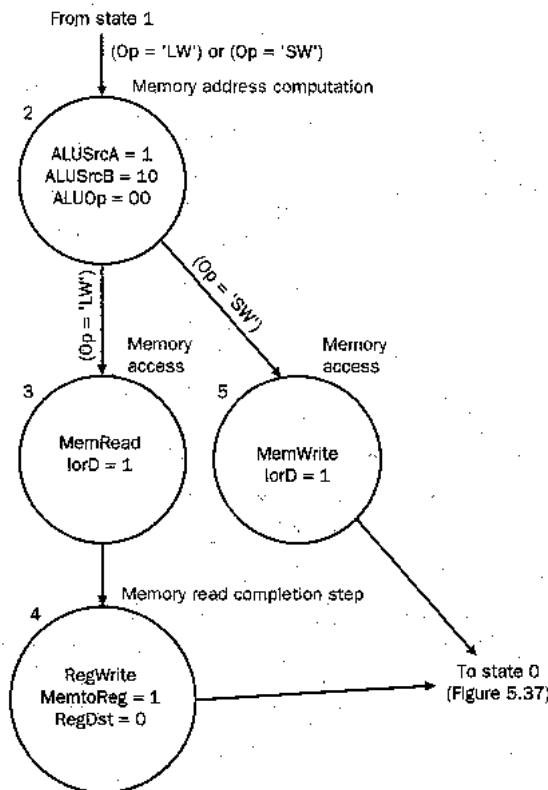 From state 1
(Op = 'LW') or (Op = 'SW')
Memory address computation
2
ALUSrcA = 1
ALUSrcB = 10
ALUOp = 00
(Op = 'LW')
(Op = 'SW')
Memory
access
3
MemRead
IorD = 1
Memory
access
5
MemWrite
IorD = 1
Memory read completion step
4
RegWrite
MemtoReg = 1
RegDst = 0
To state 0
(Figure 5.37)